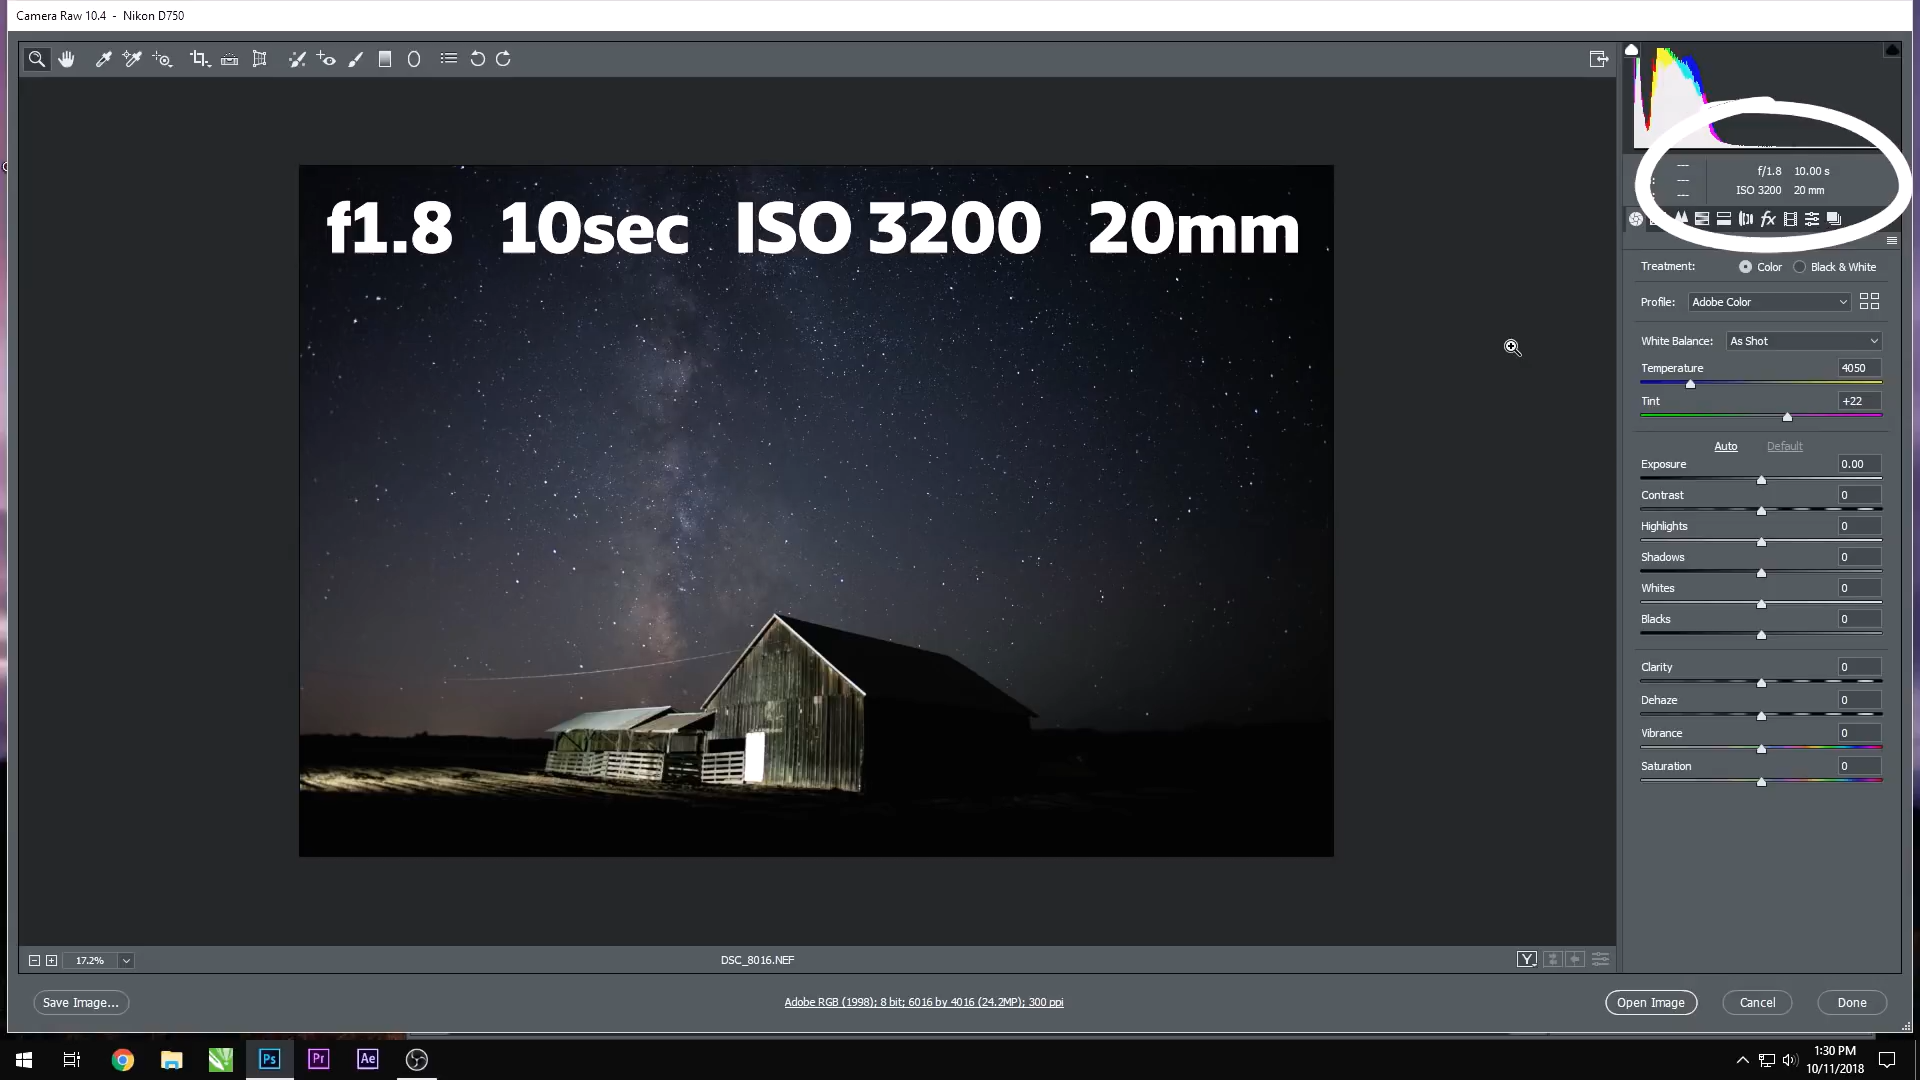 Camera Raw 10.4 - Nikon D750
f/1.8 10.00 s
ISO 3200 20 mm
f1.8 10sec ISO 3200 20mm
fx
Treatment: Color Black & White
Profile: Adobe Color
White Balance: As Shot
Temperature 4050
Tint +22
Auto Default
Exposure 0.00
Contrast 0
Highlights 0
Shadows 0
Whites 0
Blacks 0
Clarity 0
Dehaze 0
Vibrance 0
Saturation 0
17.2% DSC_8016.NEF Y
Save Image... Adobe RGB (1998); 8 bit; 6016 by 4016 (24.2MP); 300 ppi Open Image Cancel Done
Ps Pr Ae
1:30 PM
10/11/2018